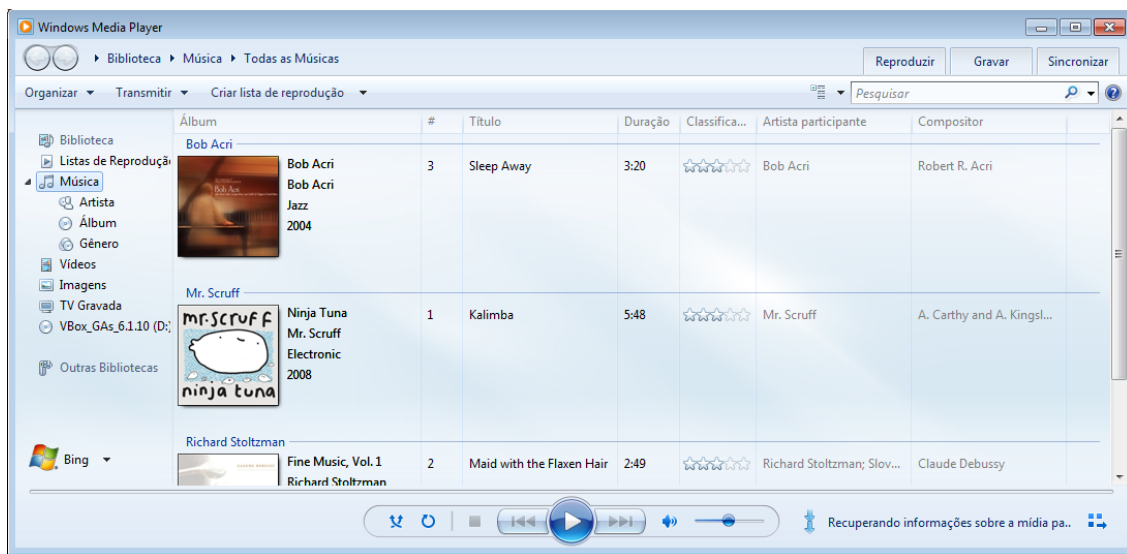 Windows Media Player
Biblioteca Música Todas as Músicas
Reproduzir Gravar Sincronizar
Organizar Transmitir Criar lista de reprodução
Pesquisar
Álbum # Título Duração Classifica... Artista participante Compositor
Biblioteca
Listas de Reproduçã
Música
Artista
Álbum
Gênero
Vídeos
Imagens
TV Gravada
VBox_GAs_6.1.10 (D:)
Outras Bibliotecas
Bing
Bob Acri
Bob Acri
Bob Acri 3 Sleep Away 3:20 Bob Acri Robert R. Acri
Bob Acri
Jazz
2004
Mr. Scruff
mr.scruff
ninja tuna
Ninja Tuna 1 Kalimba 5:48 Mr. Scruff A. Carthy and A. Kingsl...
Mr. Scruff
Electronic
2008
Richard Stoltzman
Fine Music, Vol. 1 2 Maid with the Flaxen Hair 2:49 Richard Stoltzman; Slov... Claude Debussy
Richard Stoltzman
Recuperando informações sobre a mídia pa..